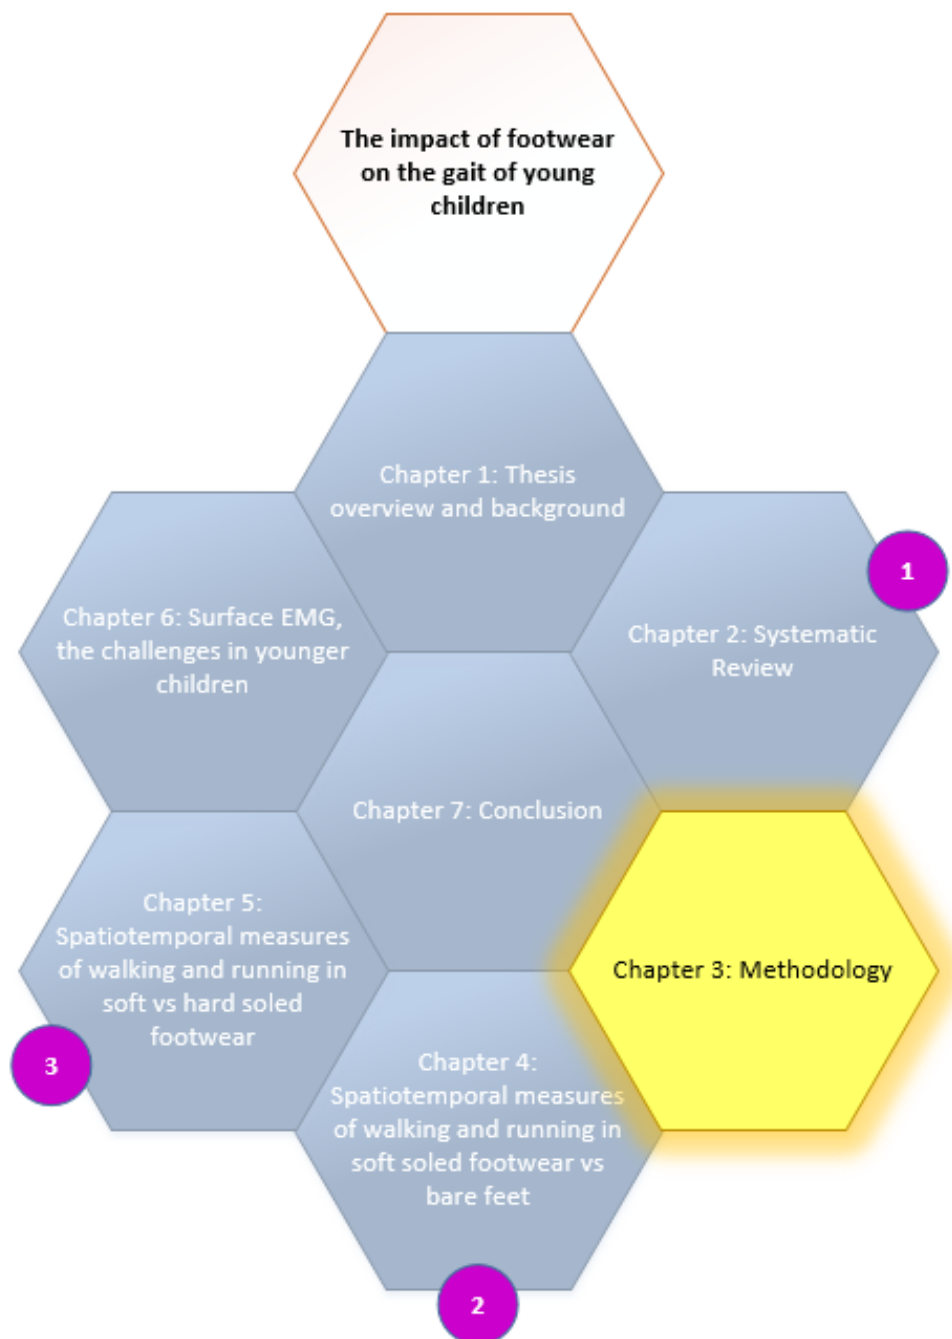 The impact of footwear
on the gait of young
children
Chapter 1: Thesis
overview and background
1
Chapter 2: Systematic
Review
Chapter 6: Surface EMG,
the challenges in younger
children
Chapter 7: Conclusion
Chapter 3: Methodology
Chapter 5:
Spatiotemporal measures
of walking and running in
soft vs hard soled
footwear
3
Chapter 4:
Spatiotemporal measures
of walking and running in
soft soled footwear vs
bare feet
2